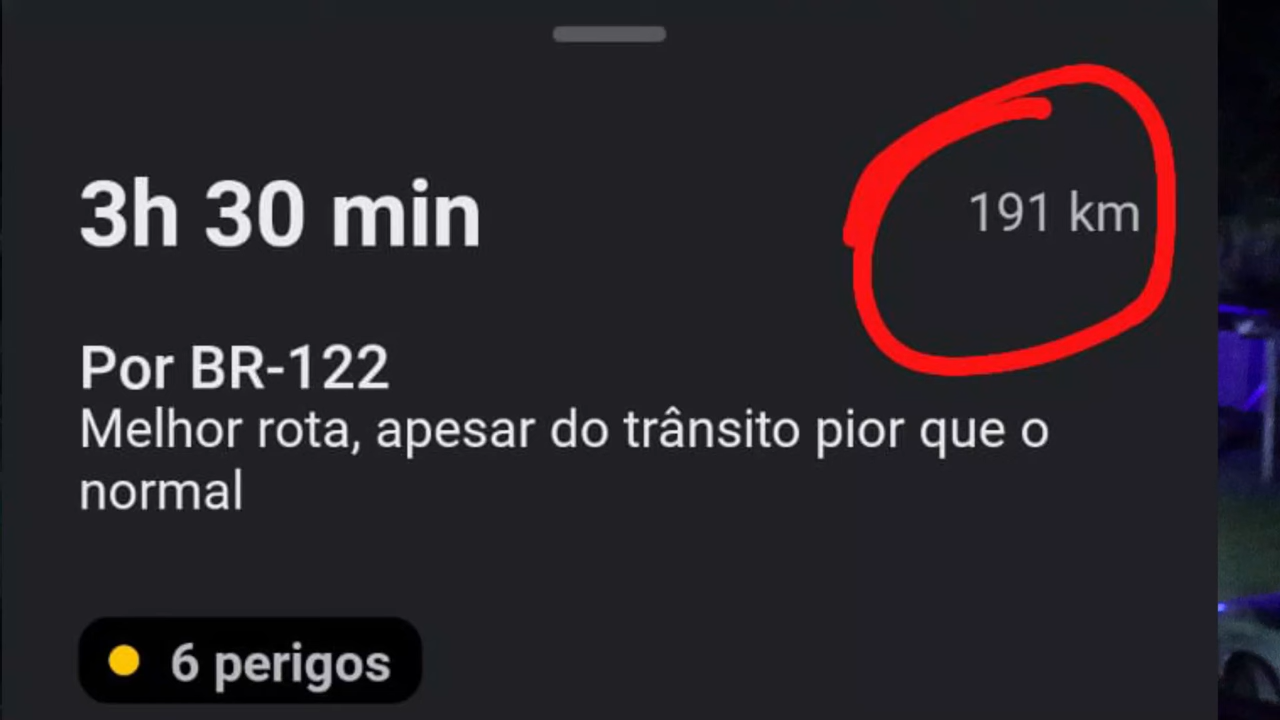 3h 30 min
191 km
Por BR-122
Melhor rota, apesar do trânsito pior que o
normal
6 perigos